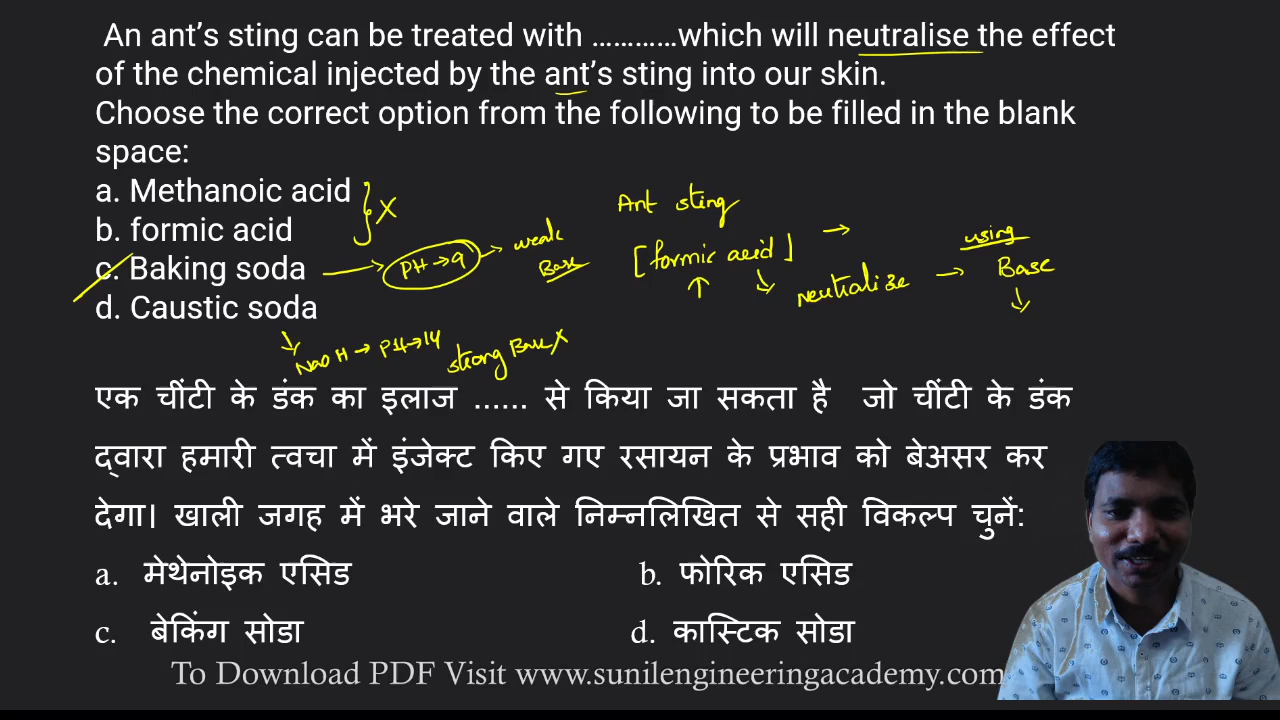 An ant's sting can be treated with ............which will neutralise the effect
of the chemical injected by the ant's sting into our skin.
Choose the correct option from the following to be filled in the blank
space:
a. Methanoic acid } X
b. formic acid
Ant sting
c. Baking soda → PH → 9 → weak Base
[formic acid] → neutralize → using Base
d. Caustic soda
NaOH → PH → 14 strong Base X
एक चींटी के डंक का इलाज ...... से किया जा सकता है जो चींटी के डंक
द्वारा हमारी त्वचा में इंजेक्ट किए गए रसायन के प्रभाव को बेअसर कर
देगा। खाली जगह में भरे जाने वाले निम्नलिखित से सही विकल्प चुनें:
a. मेथेनोइक एसिड b. फोरिक एसिड
c. बेकिंग सोडा d. कास्टिक सोडा
To Download PDF Visit www.sunilengineeringacademy.com